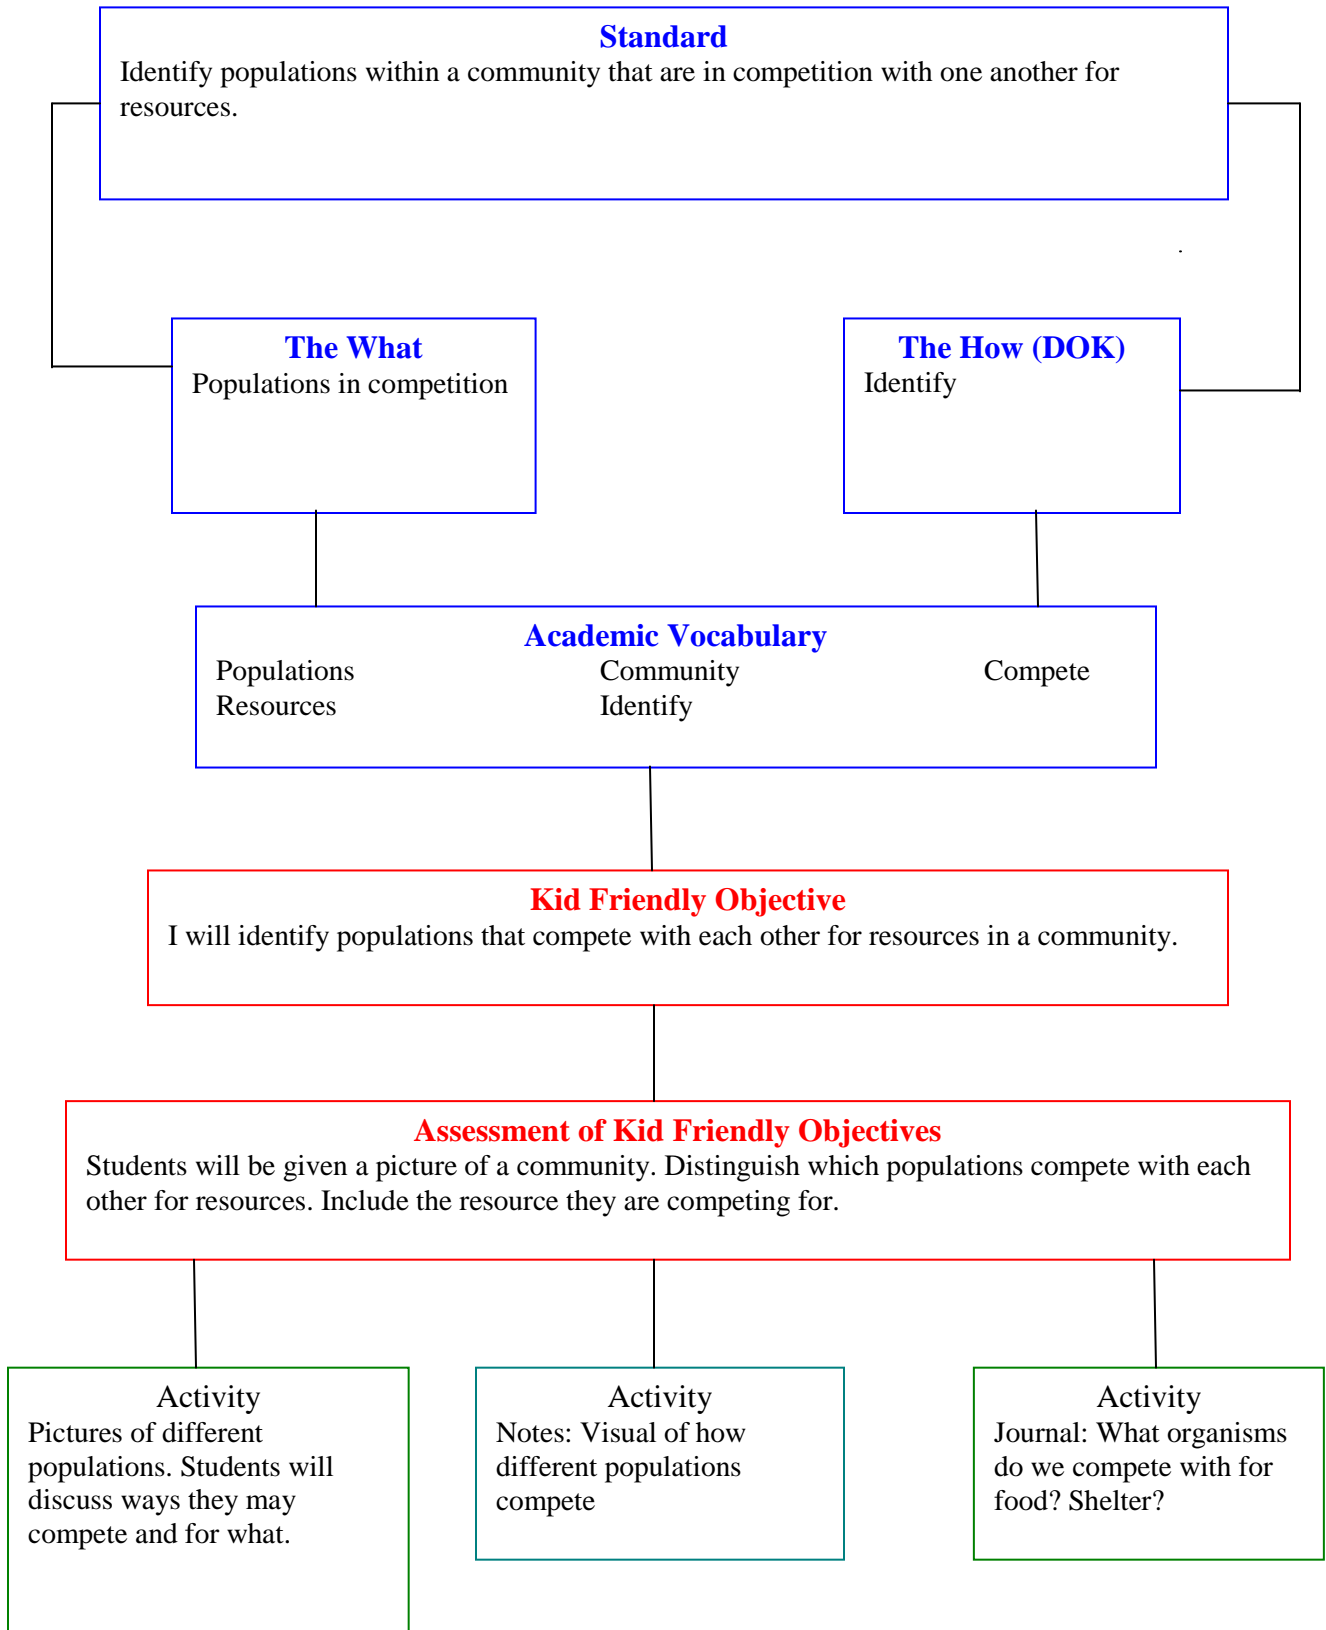 Standard
Identify populations within a community that are in competition with one another for
resources.
The What
Populations in competition
The How (DOK)
Identify
Academic Vocabulary
Populations Community Compete
Resources Identify
Kid Friendly Objective
I will identify populations that compete with each other for resources in a community.
Assessment of Kid Friendly Objectives
Students will be given a picture of a community. Distinguish which populations compete with each
other for resources. Include the resource they are competing for.
Activity
Pictures of different
populations. Students will
discuss ways they may
compete and for what.
Activity
Notes: Visual of how
different populations
compete
Activity
Journal: What organisms
do we compete with for
food? Shelter?